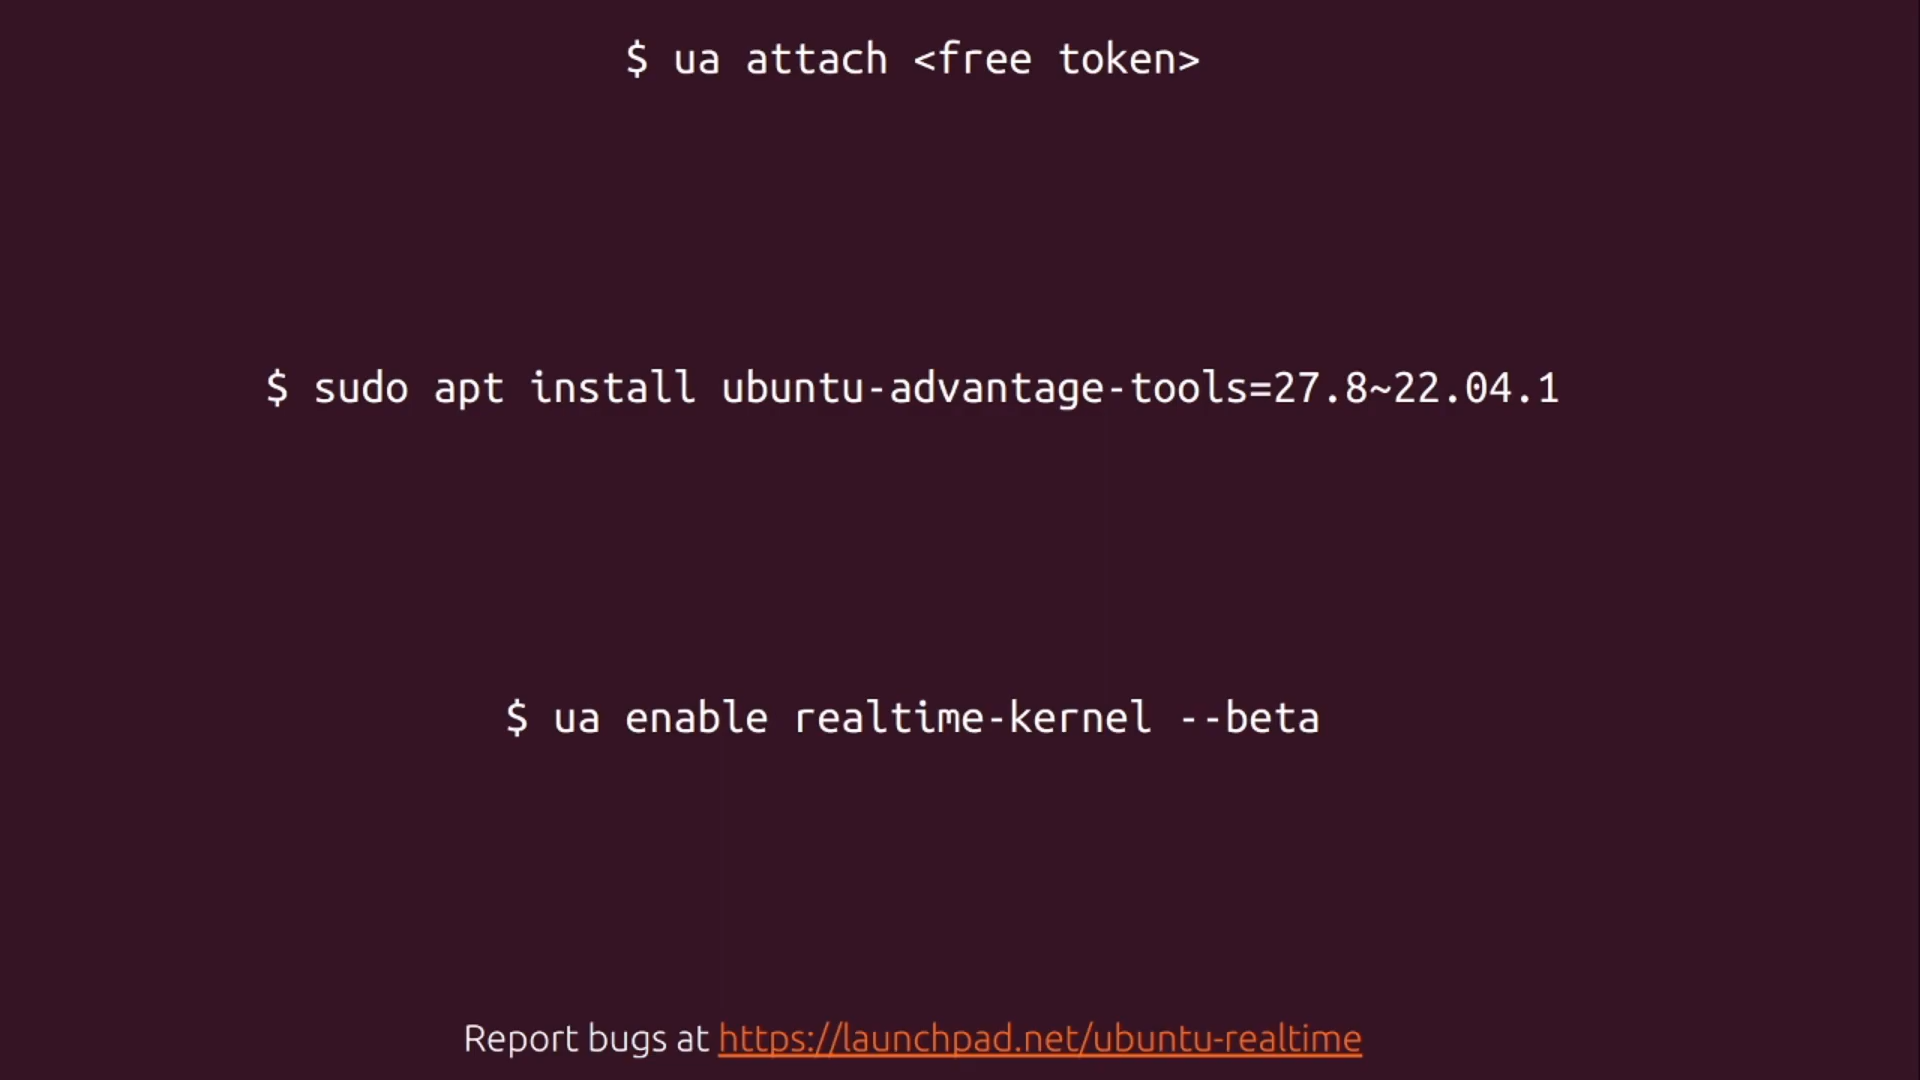 $ ua attach <free token>
$ sudo apt install ubuntu-advantage-tools=27.8~22.04.1
$ ua enable realtime-kernel --beta
Report bugs at https://launchpad.net/ubuntu-realtime